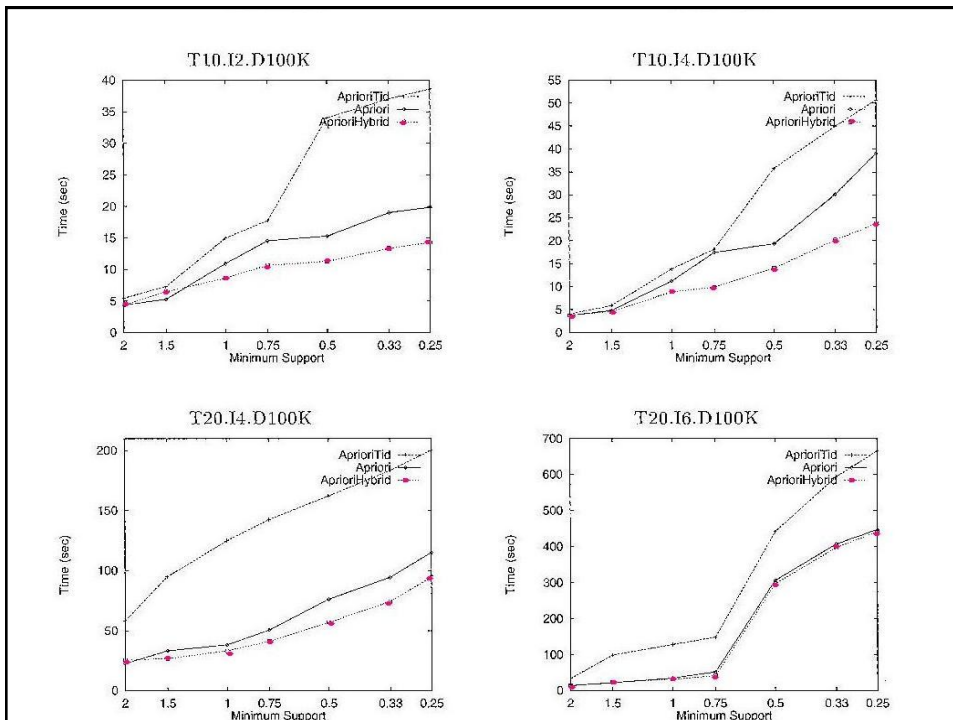 T10.I2.D100K
40
35
30
25
20
15
10
5
0
Time (sec)
AprioriTid
Apriori
AprioriHybrid
2 1.5 1 0.75 0.5 0.33 0.25
Minimum Support
T10.I4.D100K
55
50
45
40
35
30
25
20
15
10
5
0
Time (sec)
AprioriTid
Apriori
AprioriHybrid
2 1.5 1 0.75 0.5 0.33 0.25
Minimum Support
T20.I4.D100K
200
150
100
50
0
Time (sec)
AprioriTid
Apriori
AprioriHybrid
2 1.5 1 0.75 0.5 0.33 0.25
Minimum Support
T20.I6.D100K
700
600
500
400
300
200
100
0
Time (sec)
AprioriTid
Apriori
AprioriHybrid
2 1.5 1 0.75 0.5 0.33 0.25
Minimum Support